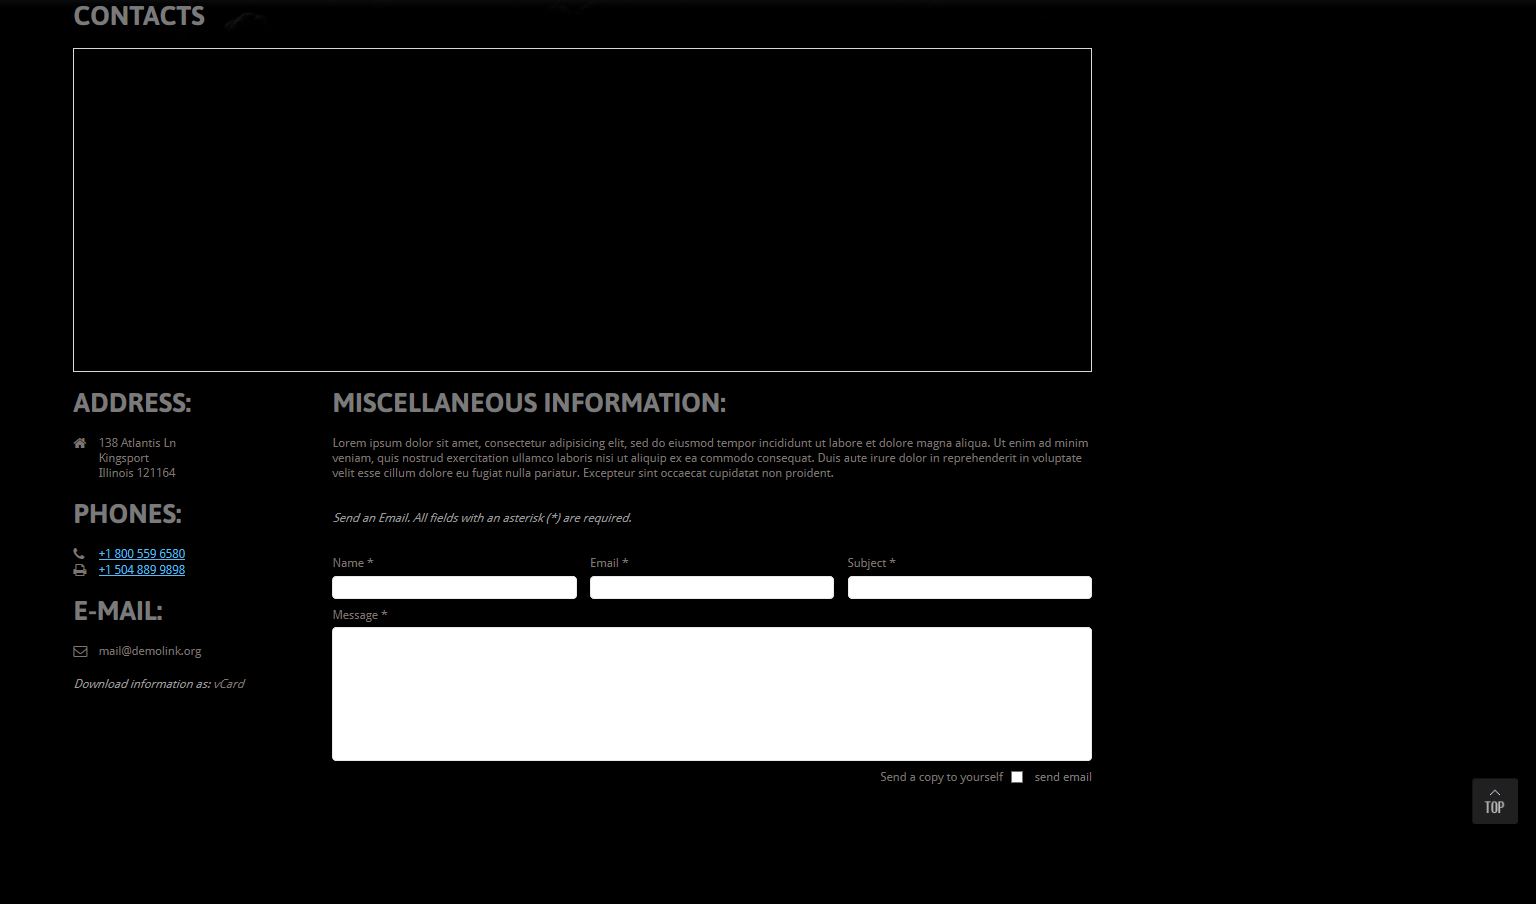 CONTACTS
ADDRESS:
138 Atlantis Ln
Kingsport
Illinois 121164
PHONES:
+1 800 559 6580
+1 504 889 9898
E-MAIL:
mail@demolink.org
Download information as: vCard
MISCELLANEOUS INFORMATION:
Lorem ipsum dolor sit amet, consectetur adipisicing elit, sed do eiusmod tempor incididunt ut labore et dolore magna aliqua. Ut enim ad minim
veniam, quis nostrud exercitation ullamco laboris nisi ut aliquip ex ea commodo consequat. Duis aute irure dolor in reprehenderit in voluptate
velit esse cillum dolore eu fugiat nulla pariatur. Excepteur sint occaecat cupidatat non proident.
Send an Email. All fields with an asterisk (*) are required.
Name * Email * Subject *
Message *
Send a copy to yourself send email
TOP